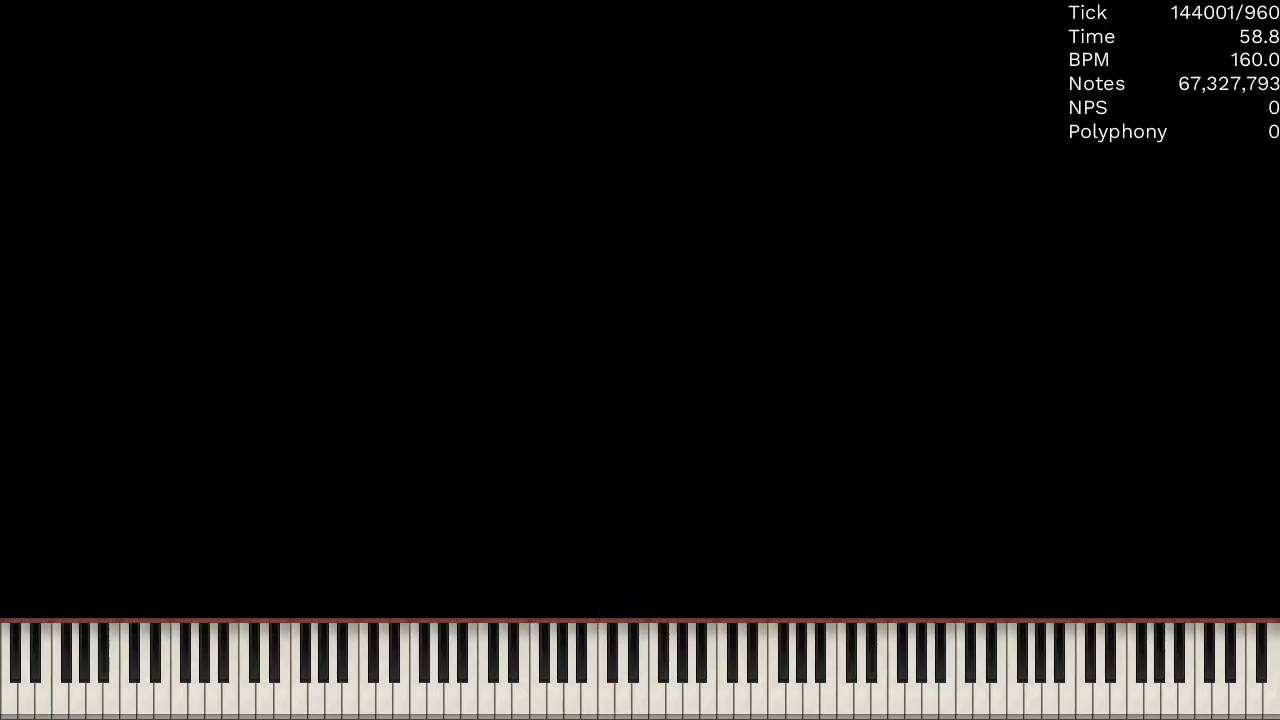 Tick 144001/960
Time 58.8
BPM 160.0
Notes 67,327,793
NPS 0
Polyphony 0